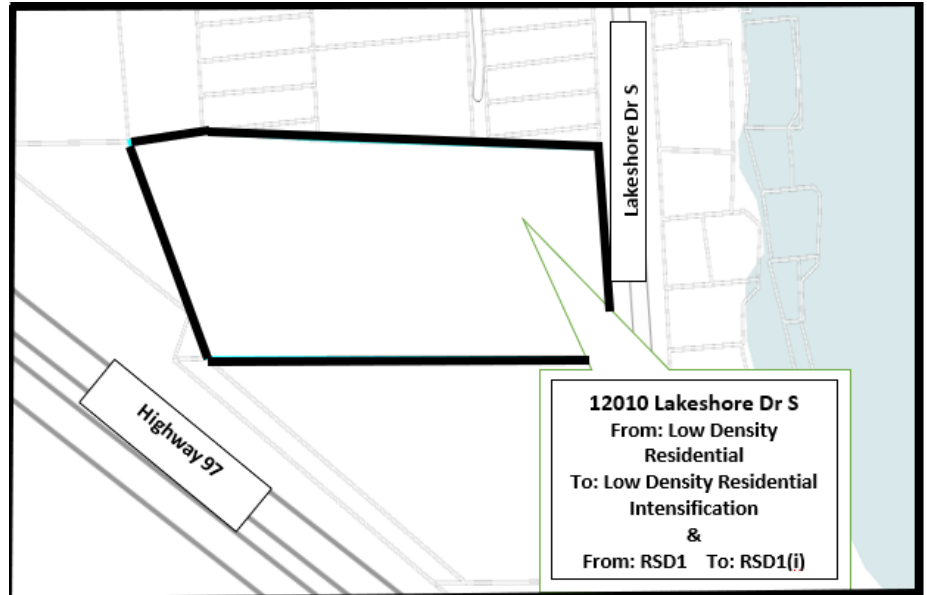 Lakeshore Dr S
Highway 97
12010 Lakeshore Dr S
From: Low Density
Residential
To: Low Density Residential
Intensification
&
From: RSD1 To: RSD1(i)